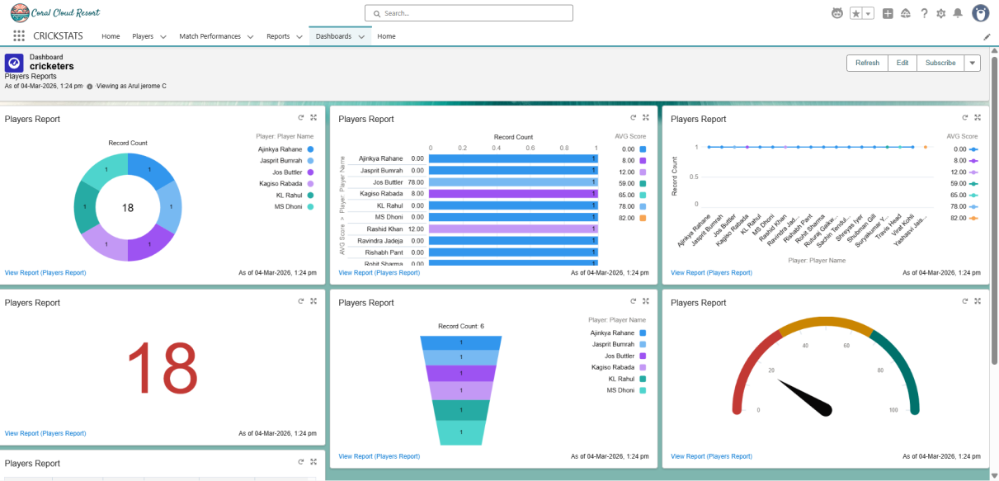 Coral Cloud Resort
Search...
CRICKSTATS
Home
Players
Match Performances
Reports
Dashboards
Home
Dashboard
cricketers
Players Reports
As of 04-Mar-2026, 1:24 pm Viewing as Arul jerome C
Refresh
Edit
Subscribe
Players Report
Record Count
1
1
1
1
1
1
18
Player: Player Name
Ajinkya Rahane
Jasprit Bumrah
Jos Buttler
Kagiso Rabada
KL Rahul
MS Dhoni
View Report (Players Report)
As of 04-Mar-2026, 1:24 pm
Players Report
Record Count
0 0.2 0.4 0.6 0.8 1
AVG Score > Player: Player Name
Ajinkya Rahane 0.00 1
Jasprit Bumrah 0.00 1
Jos Buttler 78.00 1
Kagiso Rabada 8.00 1
KL Rahul 0.00 1
MS Dhoni 0.00 1
Rashid Khan 12.00 1
Ravindra Jadeja 0.00 1
Rishabh Pant 0.00 1
Rohit Sharma 0.00 1
AVG Score
0.00
8.00
12.00
59.00
65.00
78.00
82.00
View Report (Players Report)
As of 04-Mar-2026, 1:24 pm
Players Report
Record Count
1
0.5
0
Ajinkya Rahane
Jasprit Bumrah
Jos Buttler
Kagiso Rabada
KL Rahul
MS Dhoni
Rashid Khan
Ravindra Jad...
Rishabh Pant
Rohit Sharma
Ruturaj Gaikw...
Sachin Tendul...
Shreyas Iyer
Shubman Gill
Suryakumar Y...
Travis Head
Virat Kohli
Yashasvi Jais...
Player: Player Name
AVG Score
0.00
8.00
12.00
59.00
65.00
78.00
82.00
View Report (Players Report)
As of 04-Mar-2026, 1:24 pm
Players Report
18
View Report (Players Report)
As of 04-Mar-2026, 1:24 pm
Players Report
Record Count: 6
1
1
1
1
1
1
Player: Player Name
Ajinkya Rahane
Jasprit Bumrah
Jos Buttler
Kagiso Rabada
KL Rahul
MS Dhoni
View Report (Players Report)
As of 04-Mar-2026, 1:24 pm
Players Report
0
20
40
60
80
100
View Report (Players Report)
As of 04-Mar-2026, 1:24 pm
Players Report